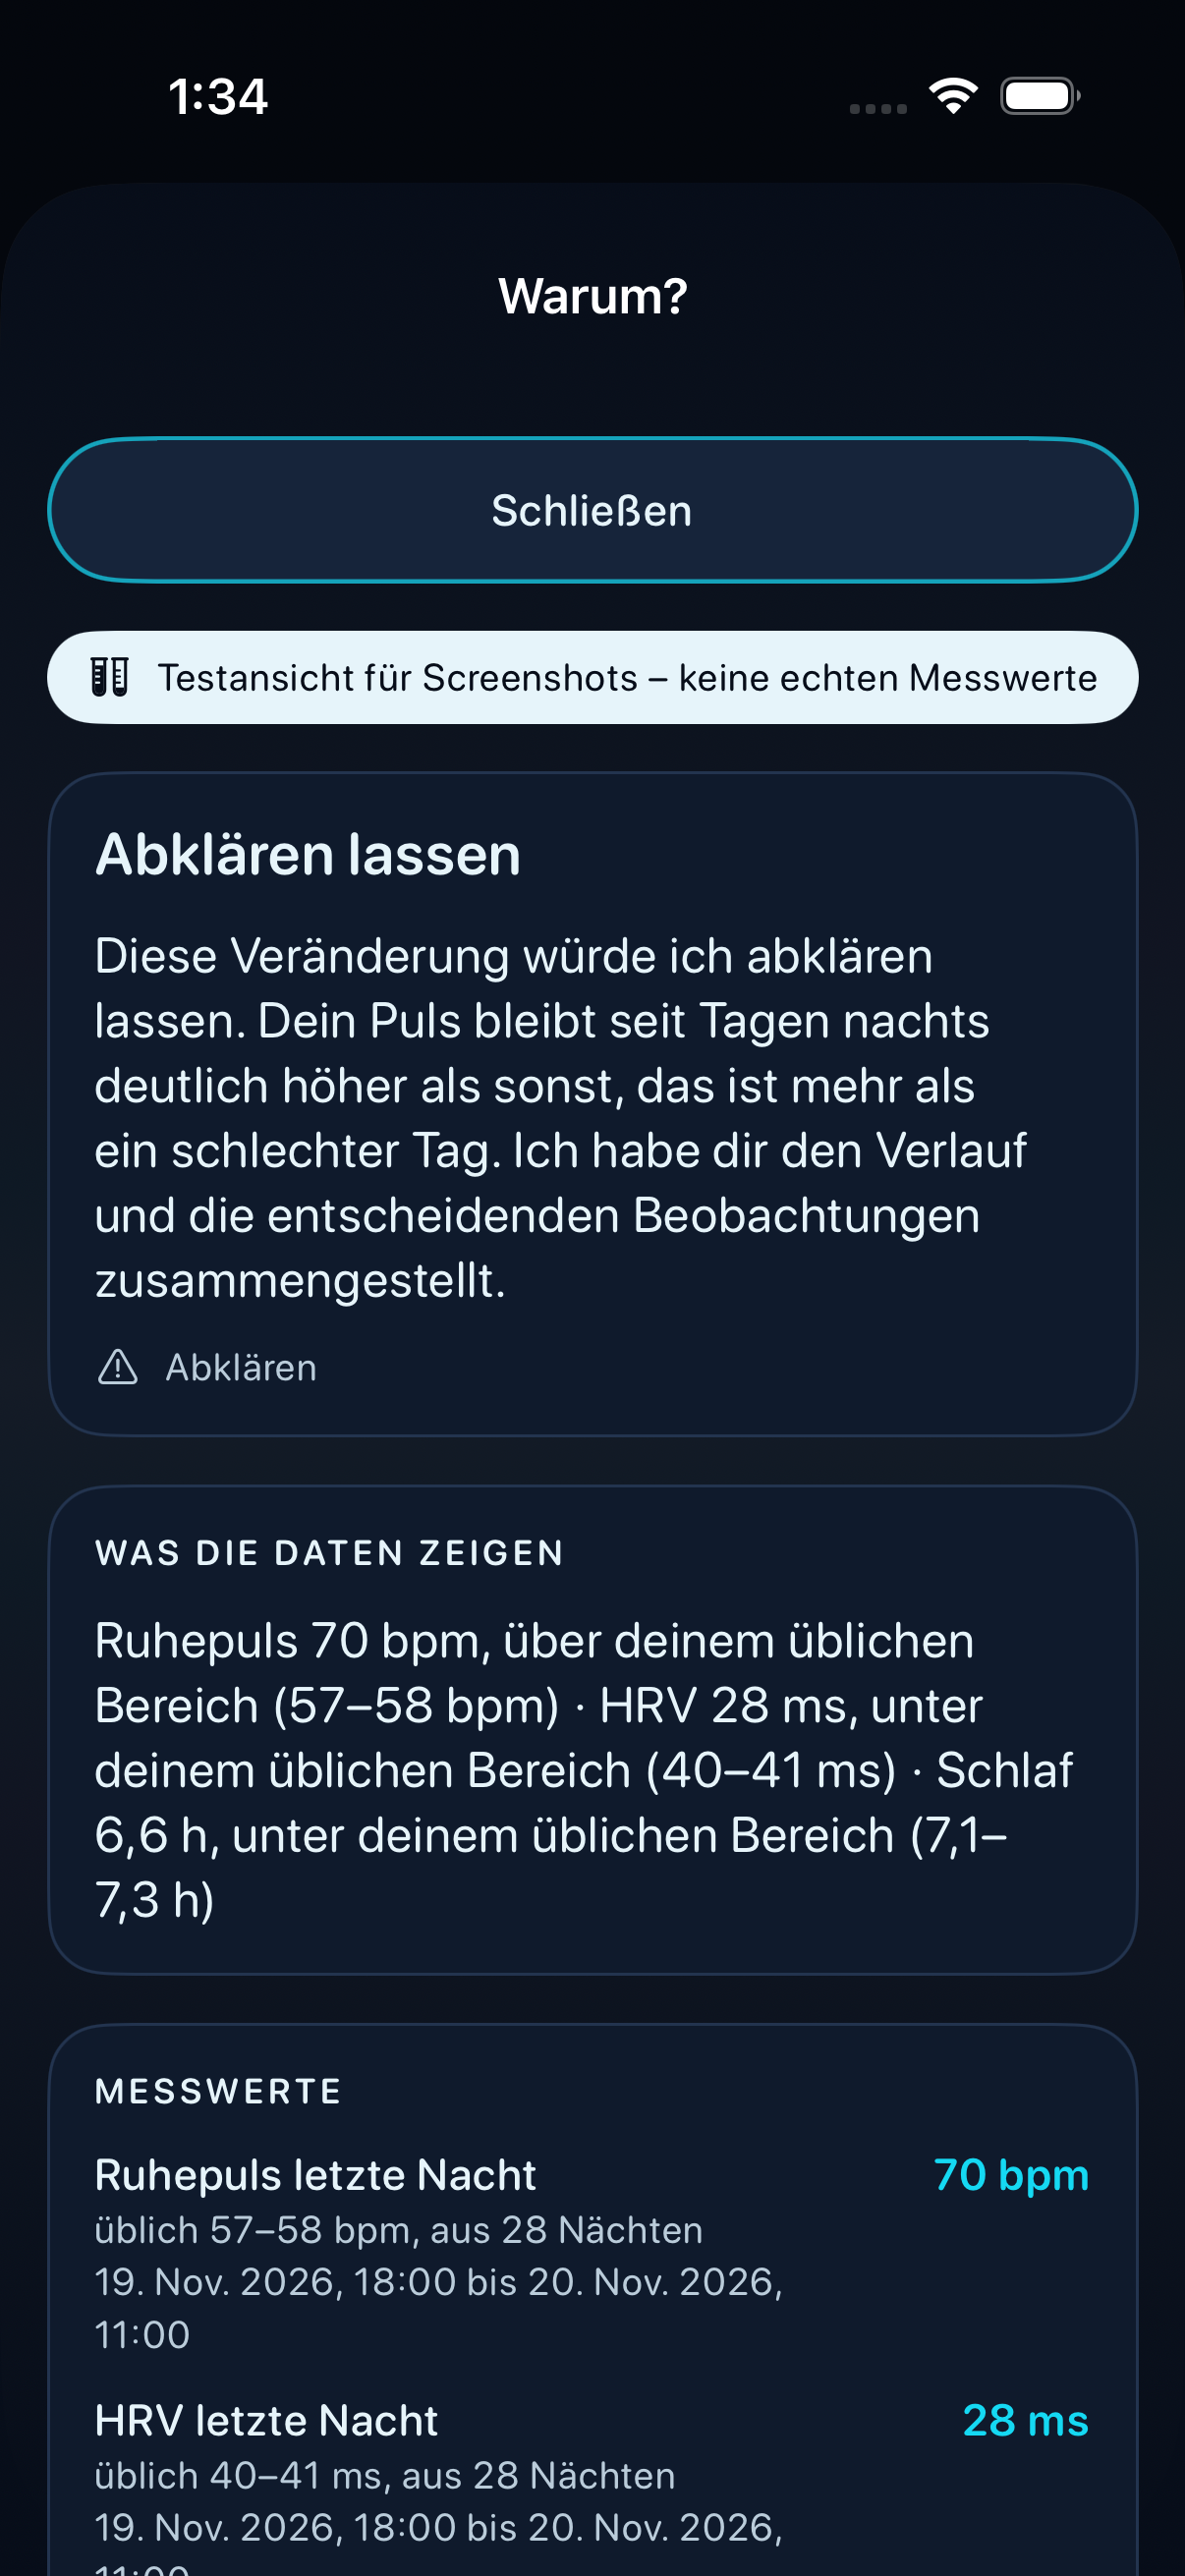 1:34
Warum?
Schließen
Testansicht für Screenshots – keine echten Messwerte
Abklären lassen
Diese Veränderung würde ich abklären
lassen. Dein Puls bleibt seit Tagen nachts
deutlich höher als sonst, das ist mehr als
ein schlechter Tag. Ich habe dir den Verlauf
und die entscheidenden Beobachtungen
zusammengestellt.
Abklären
WAS DIE DATEN ZEIGEN
Ruhepuls 70 bpm, über deinem üblichen
Bereich (57–58 bpm) · HRV 28 ms, unter
deinem üblichen Bereich (40–41 ms) · Schlaf
6,6 h, unter deinem üblichen Bereich (7,1–
7,3 h)
MESSWERTE
Ruhepuls letzte Nacht 70 bpm
üblich 57–58 bpm, aus 28 Nächten
19. Nov. 2026, 18:00 bis 20. Nov. 2026,
11:00
HRV letzte Nacht 28 ms
üblich 40–41 ms, aus 28 Nächten
19. Nov. 2026, 18:00 bis 20. Nov. 2026,